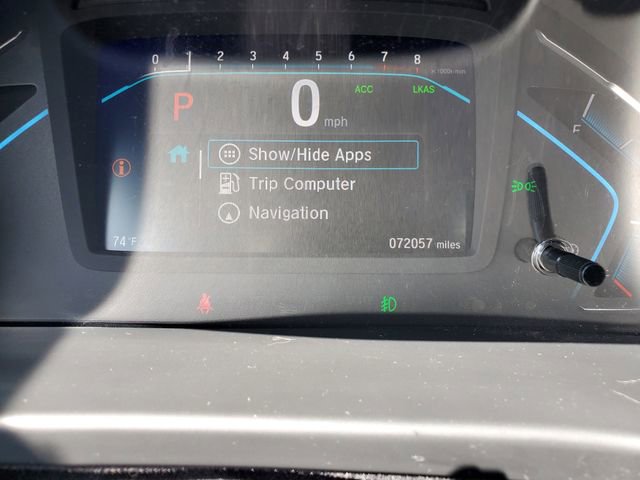 0 1 2 3 4 5 6 7 8
x1000r/min
P 0 mph ACC LKAS
Show/Hide Apps
Trip Computer
Navigation
74°F 072057 miles
F